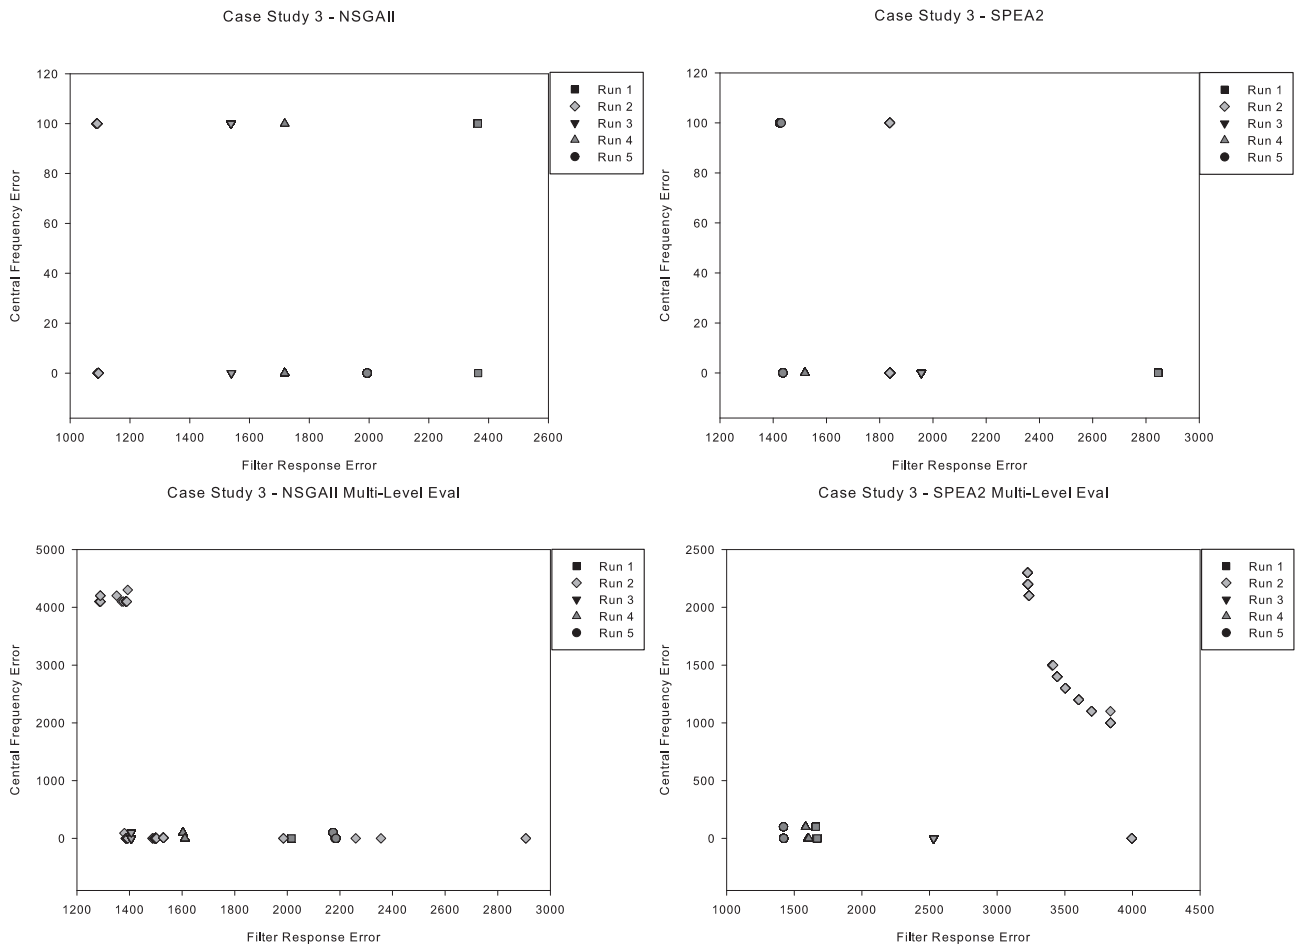 Case Study 3 - NSGAII
120
100
80
60
40
20
0
Central Frequency Error
1000 1200 1400 1600 1800 2000 2200 2400 2600
Filter Response Error
Run 1
Run 2
Run 3
Run 4
Run 5
Case Study 3 - SPEA2
120
100
80
60
40
20
0
Central Frequency Error
1200 1400 1600 1800 2000 2200 2400 2600 2800 3000
Filter Response Error
Run 1
Run 2
Run 3
Run 4
Run 5
Case Study 3 - NSGAII Multi-Level Eval
5000
4000
3000
2000
1000
0
Central Frequency Error
1200 1400 1600 1800 2000 2200 2400 2600 2800 3000
Filter Response Error
Run 1
Run 2
Run 3
Run 4
Run 5
Case Study 3 - SPEA2 Multi-Level Eval
2500
2000
1500
1000
500
0
Central Frequency Error
1000 1500 2000 2500 3000 3500 4000 4500
Filter Response Error
Run 1
Run 2
Run 3
Run 4
Run 5